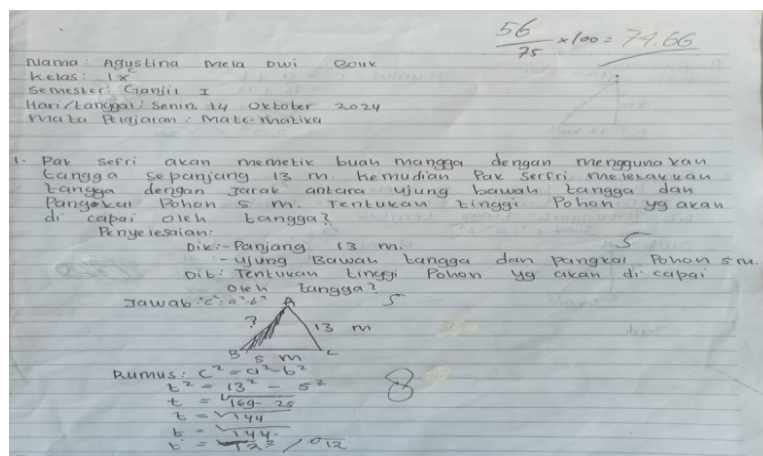 56/75 x100 = 74.66
Nama : Agustina Mela Dwi Bouk
Kelas : IX c
Semester : Ganjil I
Hari/tanggal : Senin, 14 Oktober 2024
Mata Pelajaran : Matematika
1. Pak sefri akan memetik buah mangga dengan menggunakan
tangga sepanjang 13 m. Kemudian Pak serfri meletakkan
tangga dengan Jarak antara ujung bawah tangga dan
Pangkal Pohon 5 m. Tentukan tinggi Pohon yg akan
di capai oleh tangga?
Penyelesaian:
Dik:- Panjang 13 m. 5
- ujung Bawah tangga dan pangkal Pohon 5 m.
Dit: Tentukan tinggi Pohon yg akan di capai
oleh tangga?
Jawab : c² = a² b² A 5
? 13 m
B 5 m. C
Rumus : c² = a² - b²
t² = 13² - 5² 8
t = √169 - 25
t = √144
t = √144.
t = 12